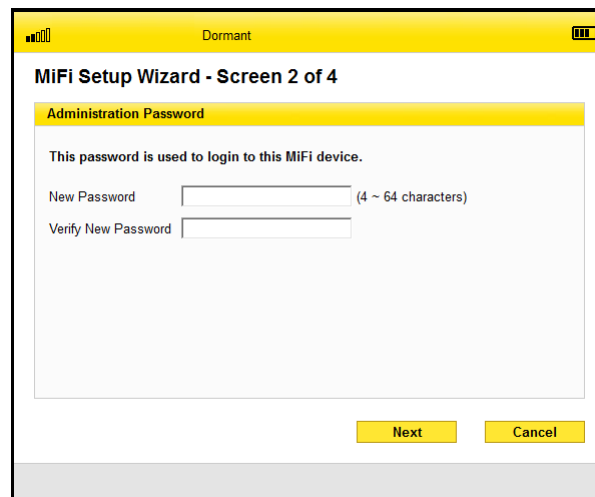 Dormant
MiFi Setup Wizard - Screen 2 of 4
Administration Password
This password is used to login to this MiFi device.
New Password (4 ~ 64 characters)
Verify New Password
Next Cancel